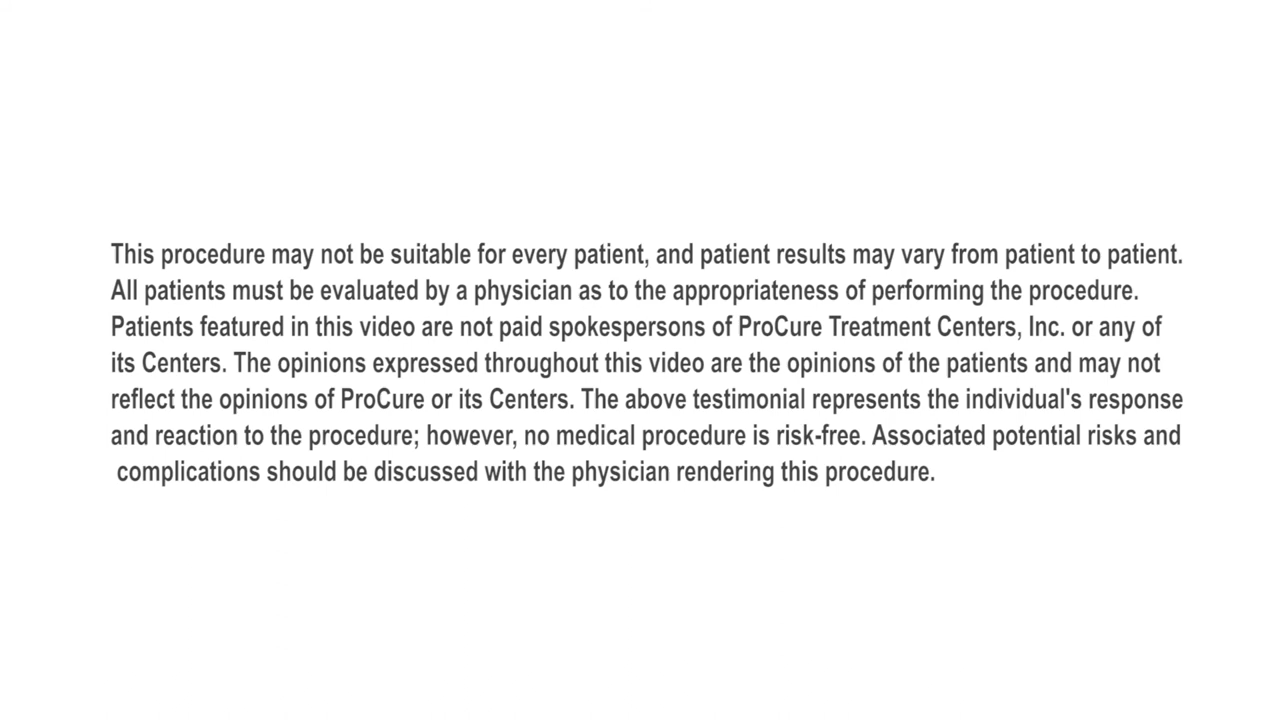 This procedure may not be suitable for every patient, and patient results may vary from patient to patient.
All patients must be evaluated by a physician as to the appropriateness of performing the procedure.
Patients featured in this video are not paid spokespersons of ProCure Treatment Centers, Inc. or any of
its Centers. The opinions expressed throughout this video are the opinions of the patients and may not
reflect the opinions of ProCure or its Centers. The above testimonial represents the individual's response
and reaction to the procedure; however, no medical procedure is risk-free. Associated potential risks and
complications should be discussed with the physician rendering this procedure.